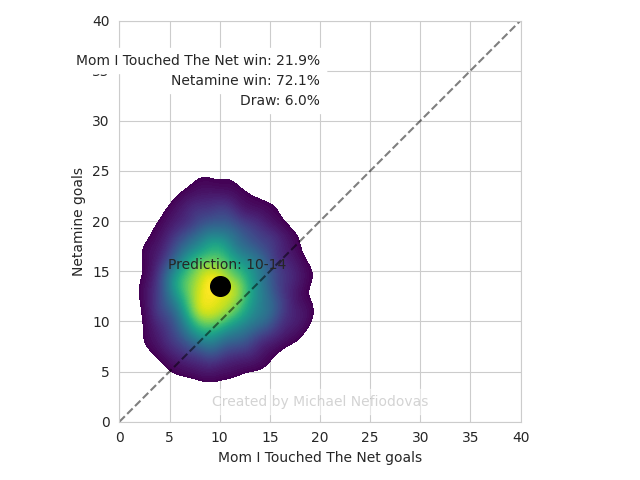 40
Mom I Touched The Net win: 21.9%
35
Netamine win: 72.1%
Draw: 6.0%
30
25
20
Prediction: 10-14
15
10
5
0
Netamine goals
Created by Michael Nefiodovas
0 5 10 15 20 25 30 35 40
Mom I Touched The Net goals